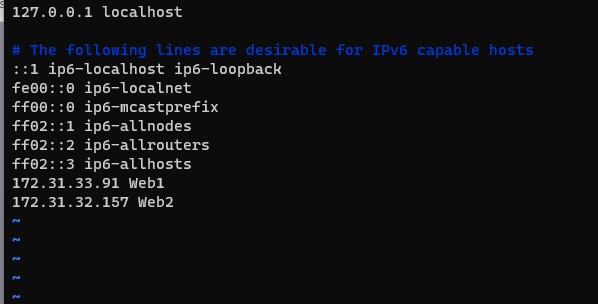 127.0.0.1 localhost
# The following lines are desirable for IPv6 capable hosts
::1 ip6-localhost ip6-loopback
fe00::0 ip6-localnet
ff00::0 ip6-mcastprefix
ff02::1 ip6-allnodes
ff02::2 ip6-allrouters
ff02::3 ip6-allhosts
172.31.33.91 Web1
172.31.32.157 Web2
~
~
~
~
~